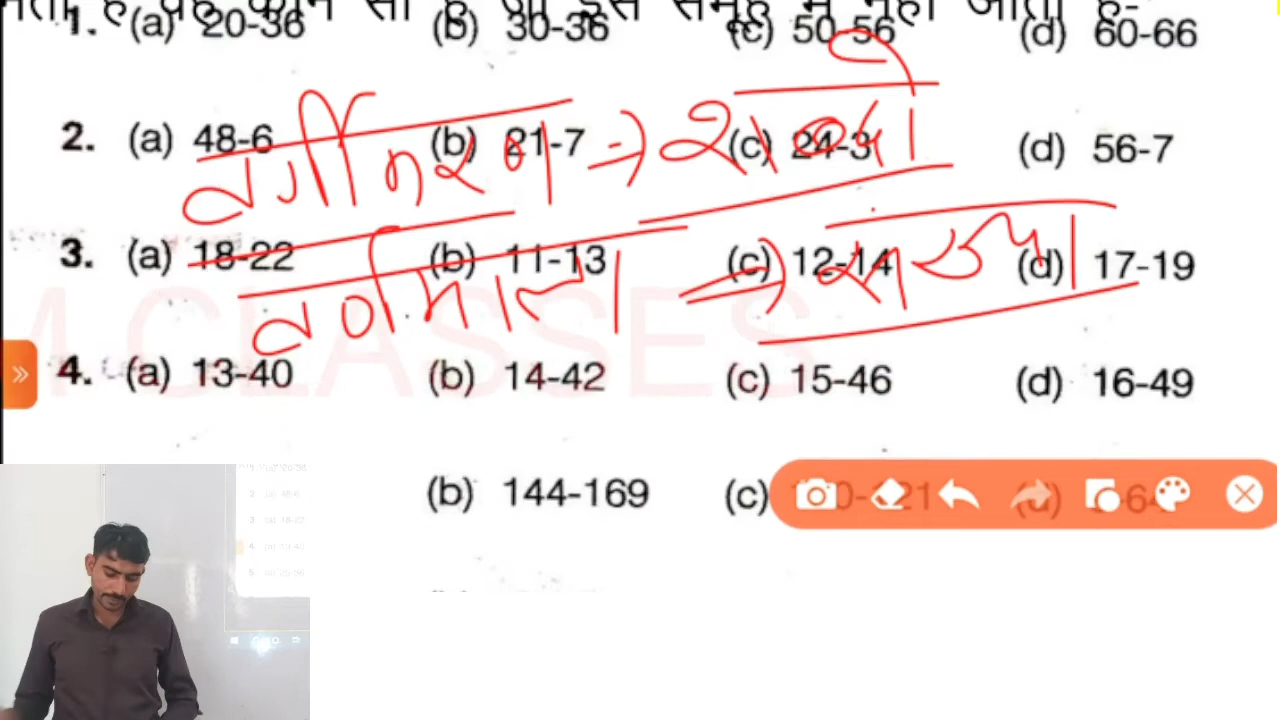 1. (a) 20-36 (b) 30-36 (c) 50-56 (d) 60-66
2. (a) 48-6 (b) 21-7 (c) 24-3 (d) 56-7
वर्गीकरण ⇒ शब्दो
3. (a) 18-22 (b) 11-13 (c) 12-14 (d) 17-19
वर्णमाला ⇒ संख्या
4. (a) 13-40 (b) 14-42 (c) 15-46 (d) 16-49
(b) 144-169 (c)
CLASSES